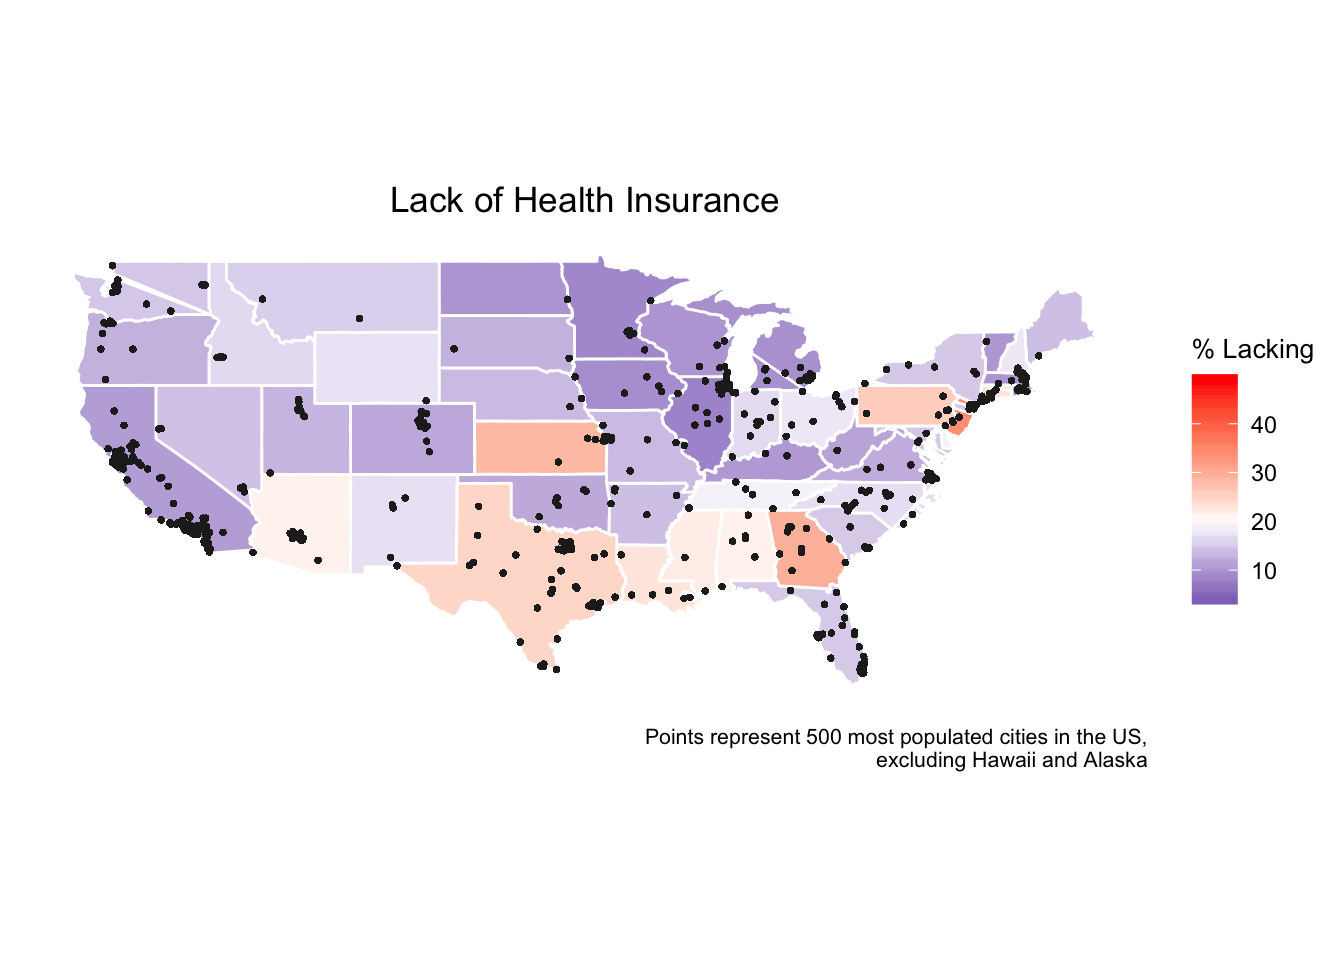 Lack of Health Insurance
% Lacking
40
30
20
10
Points represent 500 most populated cities in the US,
excluding Hawaii and Alaska